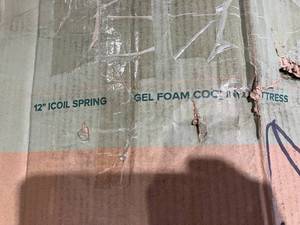 12" ICOIL SPRING GEL FOAM